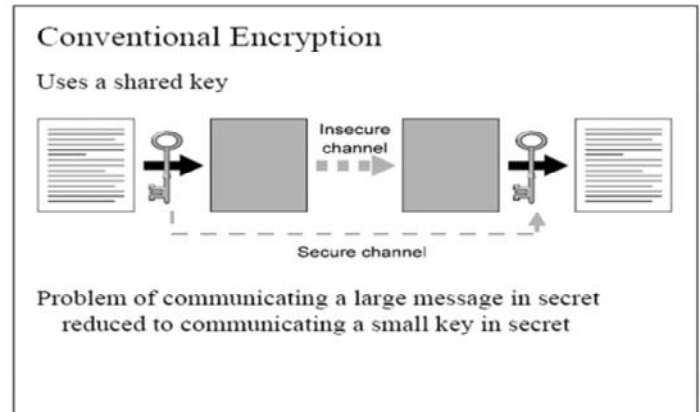 Conventional Encryption
Uses a shared key
Insecure
channel
Secure channel
Problem of communicating a large message in secret
reduced to communicating a small key in secret